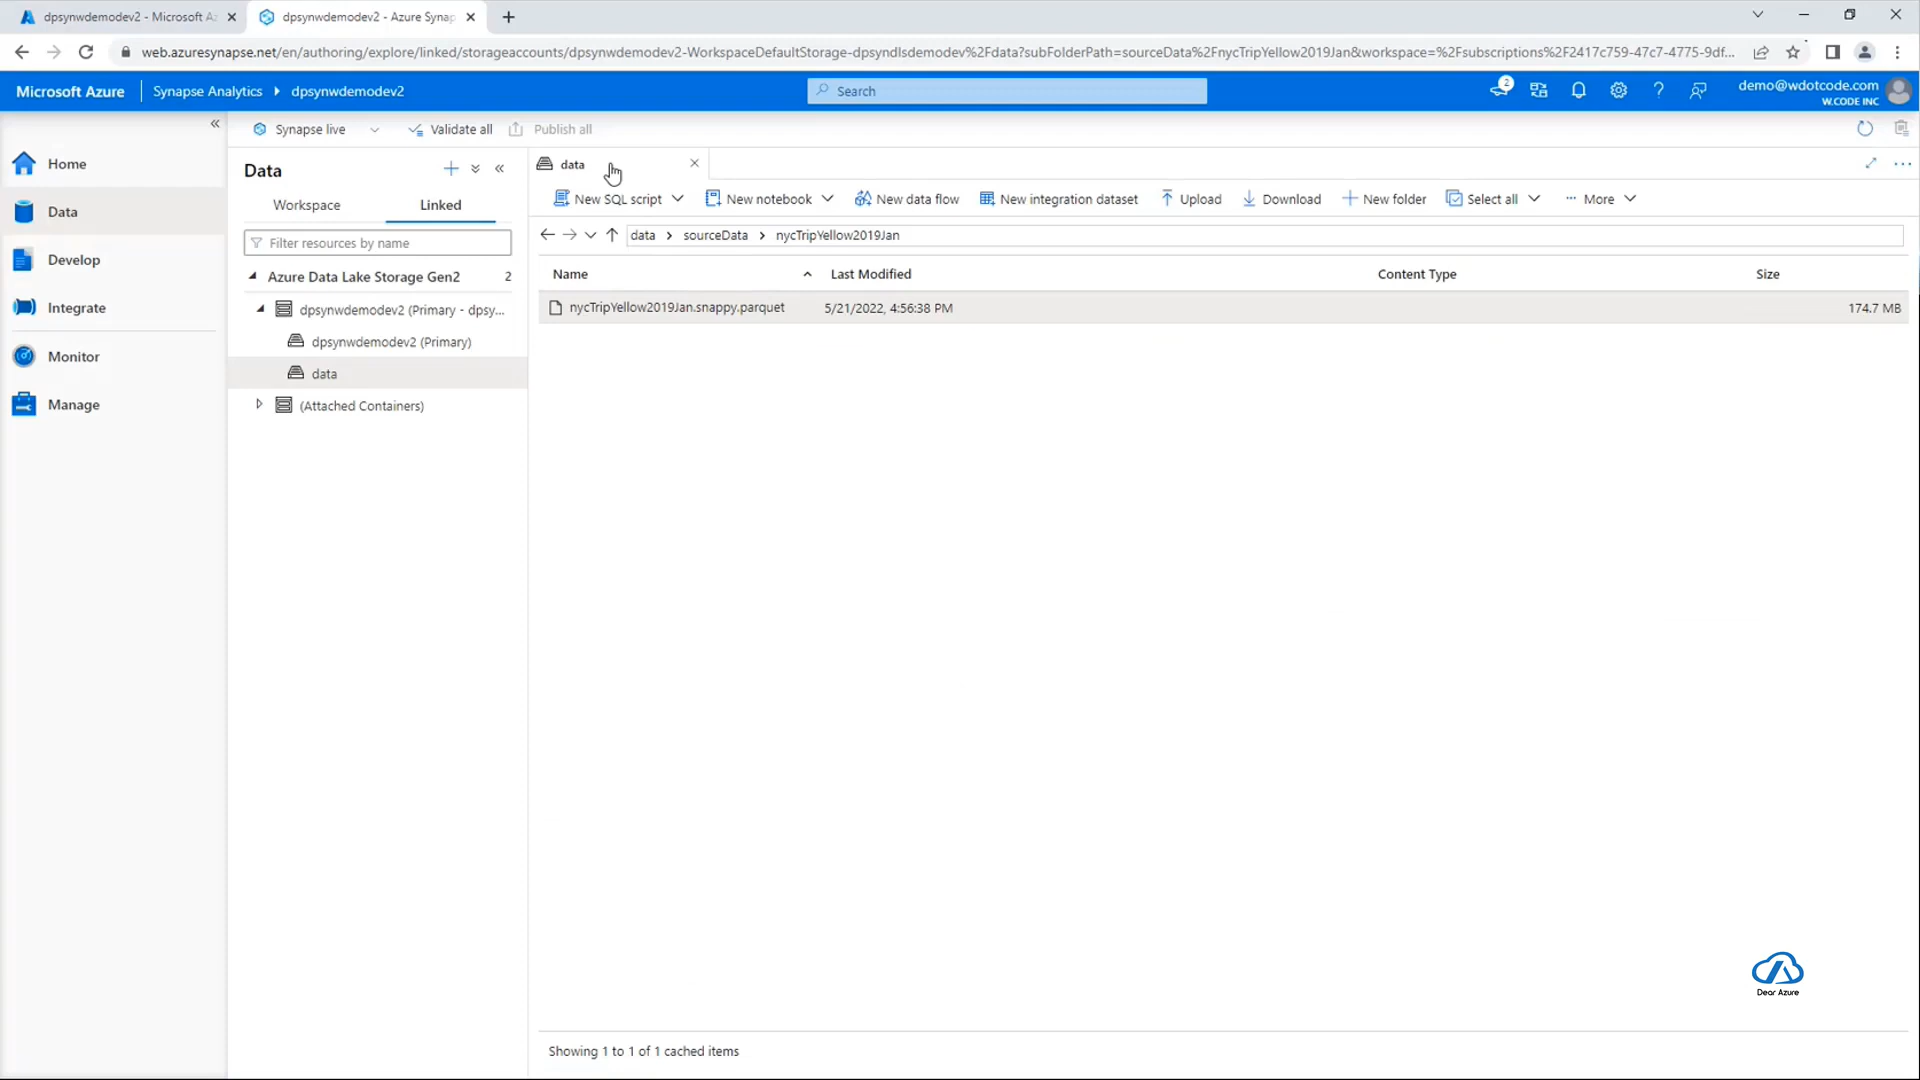 dpsynwdemodev2 - Microsoft Az
dpsynwdemodev2 - Azure Synap
web.azuresynapse.net/en/authoring/explore/linked/storageaccounts/dpsynwdemodev2-WorkspaceDefaultStorage-dpsyndlsdemodev%2Fdata?subFolderPath=sourceData%2FnycTripYellow2019Jan&workspace=%2Fsubscriptions%2F2417c759-47c7-4775-9df...
Microsoft Azure
Synapse Analytics
dpsynwdemodev2
Search
2
demo@wdotcode.com
W.CODE INC
Synapse live
Validate all
Publish all
Home
Data
Develop
Integrate
Monitor
Manage
Data
Workspace
Linked
Filter resources by name
Azure Data Lake Storage Gen2 2
dpsynwdemodev2 (Primary - dpsy...
dpsynwdemodev2 (Primary)
data
(Attached Containers)
data
New SQL script
New notebook
New data flow
New integration dataset
Upload
Download
New folder
Select all
More
data > sourceData > nycTripYellow2019Jan
Name Last Modified Content Type Size
nycTripYellow2019Jan.snappy.parquet 5/21/2022, 4:56:38 PM 174.7 MB
Dear Azure
Showing 1 to 1 of 1 cached items